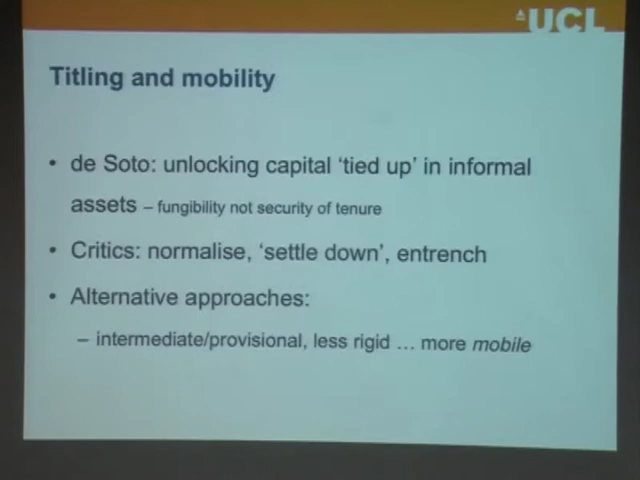 UCL
Titling and mobility
• de Soto: unlocking capital ‘tied up’ in informal
assets – fungibility not security of tenure
• Critics: normalise, ‘settle down’, entrench
• Alternative approaches:
– intermediate/provisional, less rigid … more mobile